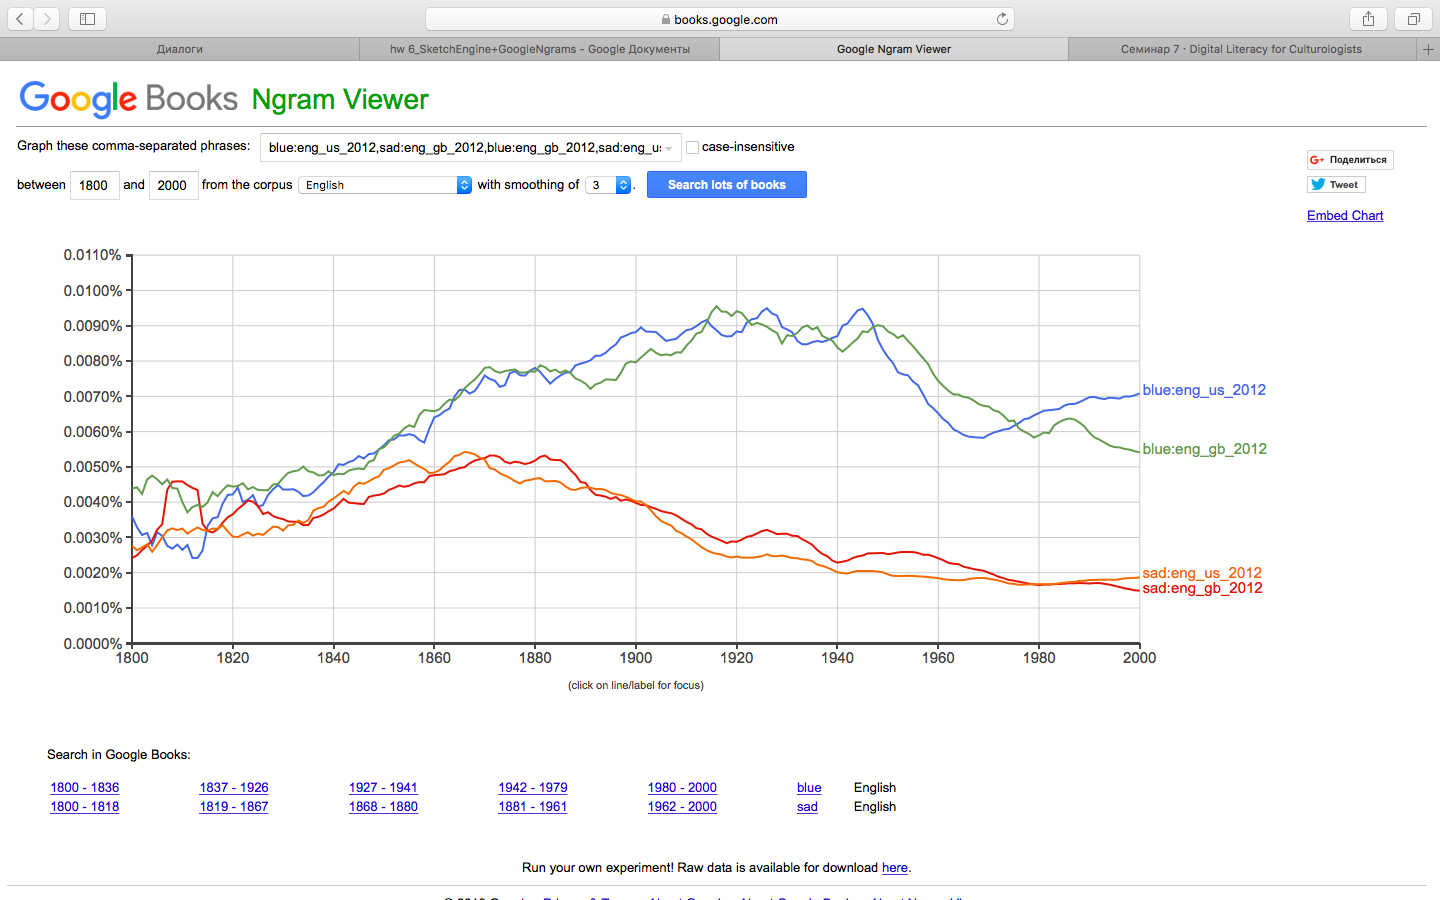 books.google.com
Диалоги
hw 6_SketchEngine+GoogleNgrams - Google Документы
Google Ngram Viewer
Семинар 7 · Digital Literacy for Culturologists
Google Books Ngram Viewer
Graph these comma-separated phrases: blue:eng_us_2012,sad:eng_gb_2012,blue:eng_gb_2012,sad:eng_u case-insensitive
between 1800 and 2000 from the corpus English with smoothing of 3 . Search lots of books
G+ Поделиться
Tweet
Embed Chart
0.0110%
0.0100%
0.0090%
0.0080%
0.0070%
0.0060%
0.0050%
0.0040%
0.0030%
0.0020%
0.0010%
0.0000%
blue:eng_us_2012
blue:eng_gb_2012
sad:eng_us_2012
sad:eng_gb_2012
1800 1820 1840 1860 1880 1900 1920 1940 1960 1980 2000
(click on line/label for focus)
Search in Google Books:
1800 - 1836 1837 - 1926 1927 - 1941 1942 - 1979 1980 - 2000 blue English
1800 - 1818 1819 - 1867 1868 - 1880 1881 - 1961 1962 - 2000 sad English
Run your own experiment! Raw data is available for download here.